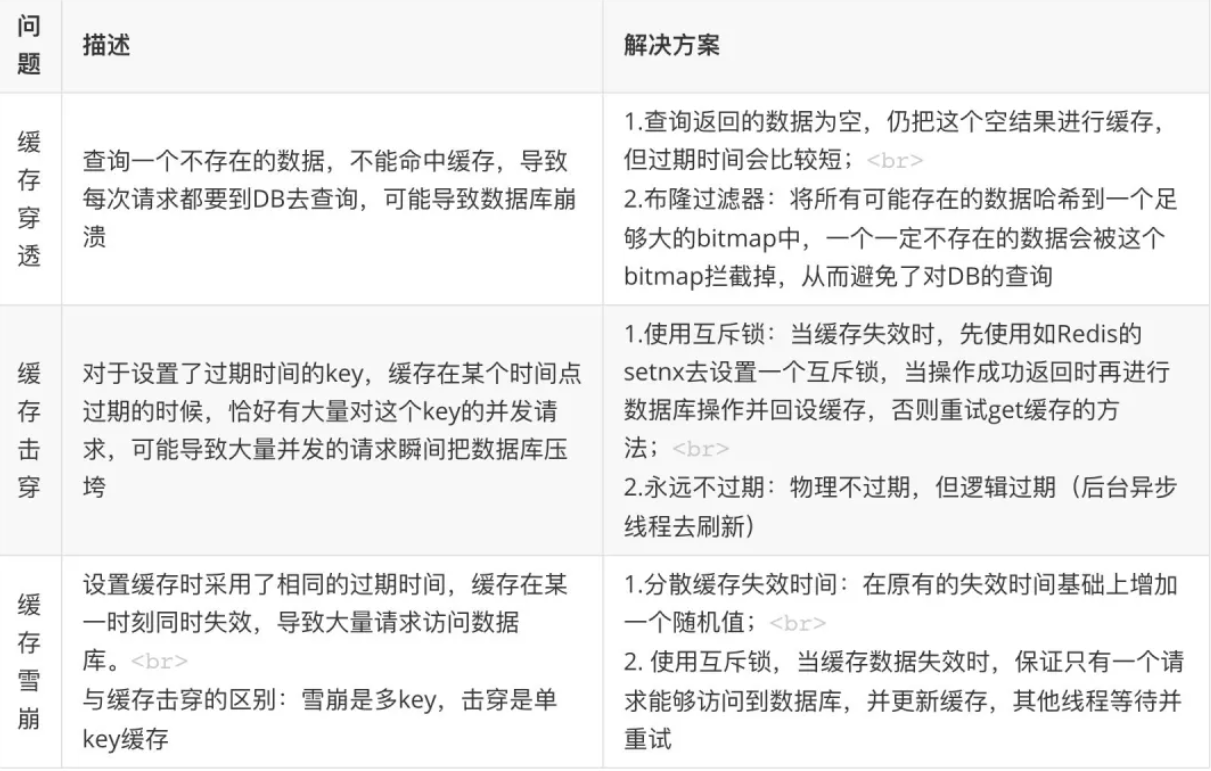 问
题
描述
解决方案
缓
存
穿
透
查询一个不存在的数据，不能命中缓存，导致
每次请求都要到DB去查询，可能导致数据库崩
溃
1.查询返回的数据为空，仍把这个空结果进行缓存，
但过期时间会比较短；<br>
2.布隆过滤器：将所有可能存在的数据哈希到一个足
够大的bitmap中，一个一定不存在的数据会被这个
bitmap拦截掉，从而避免了对DB的查询
缓
存
击
穿
对于设置了过期时间的key，缓存在某个时间点
过期的时候，恰好有大量对这个key的并发请
求，可能导致大量并发的请求瞬间把数据库压
垮
1.使用互斥锁：当缓存失效时，先使用如Redis的
setnx去设置一个互斥锁，当操作成功返回时再进行
数据库操作并回设缓存，否则重试get缓存的方
法；<br>
2.永远不过期：物理不过期，但逻辑过期（后台异步
线程去刷新）
缓
存
雪
崩
设置缓存时采用了相同的过期时间，缓存在某
一时刻同时失效，导致大量请求访问数据
库。<br>
与缓存击穿的区别：雪崩是多key，击穿是单
key缓存
1.分散缓存失效时间：在原有的失效时间基础上增加
一个随机值；<br>
2. 使用互斥锁，当缓存数据失效时，保证只有一个请
求能够访问到数据库，并更新缓存，其他线程等待并
重试